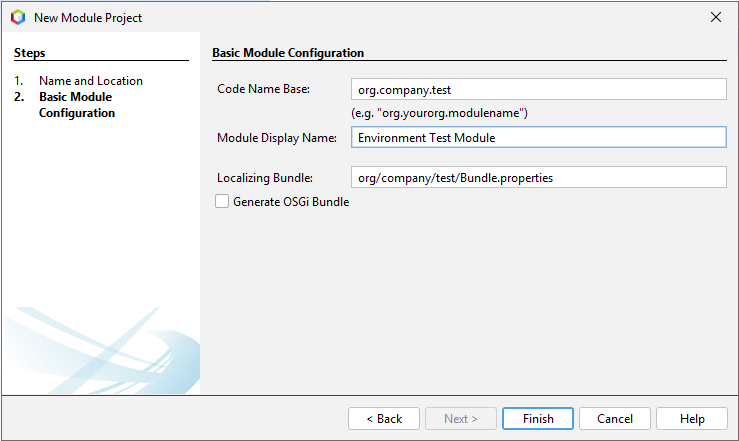 New Module Project
Steps
1. Name and Location
2. Basic Module
Configuration
Basic Module Configuration
Code Name Base: org.company.test
(e.g. "org.yourorg.modulename")
Module Display Name: Environment Test Module
Localizing Bundle: org/company/test/Bundle.properties
Generate OSGi Bundle
< Back Next > Finish Cancel Help